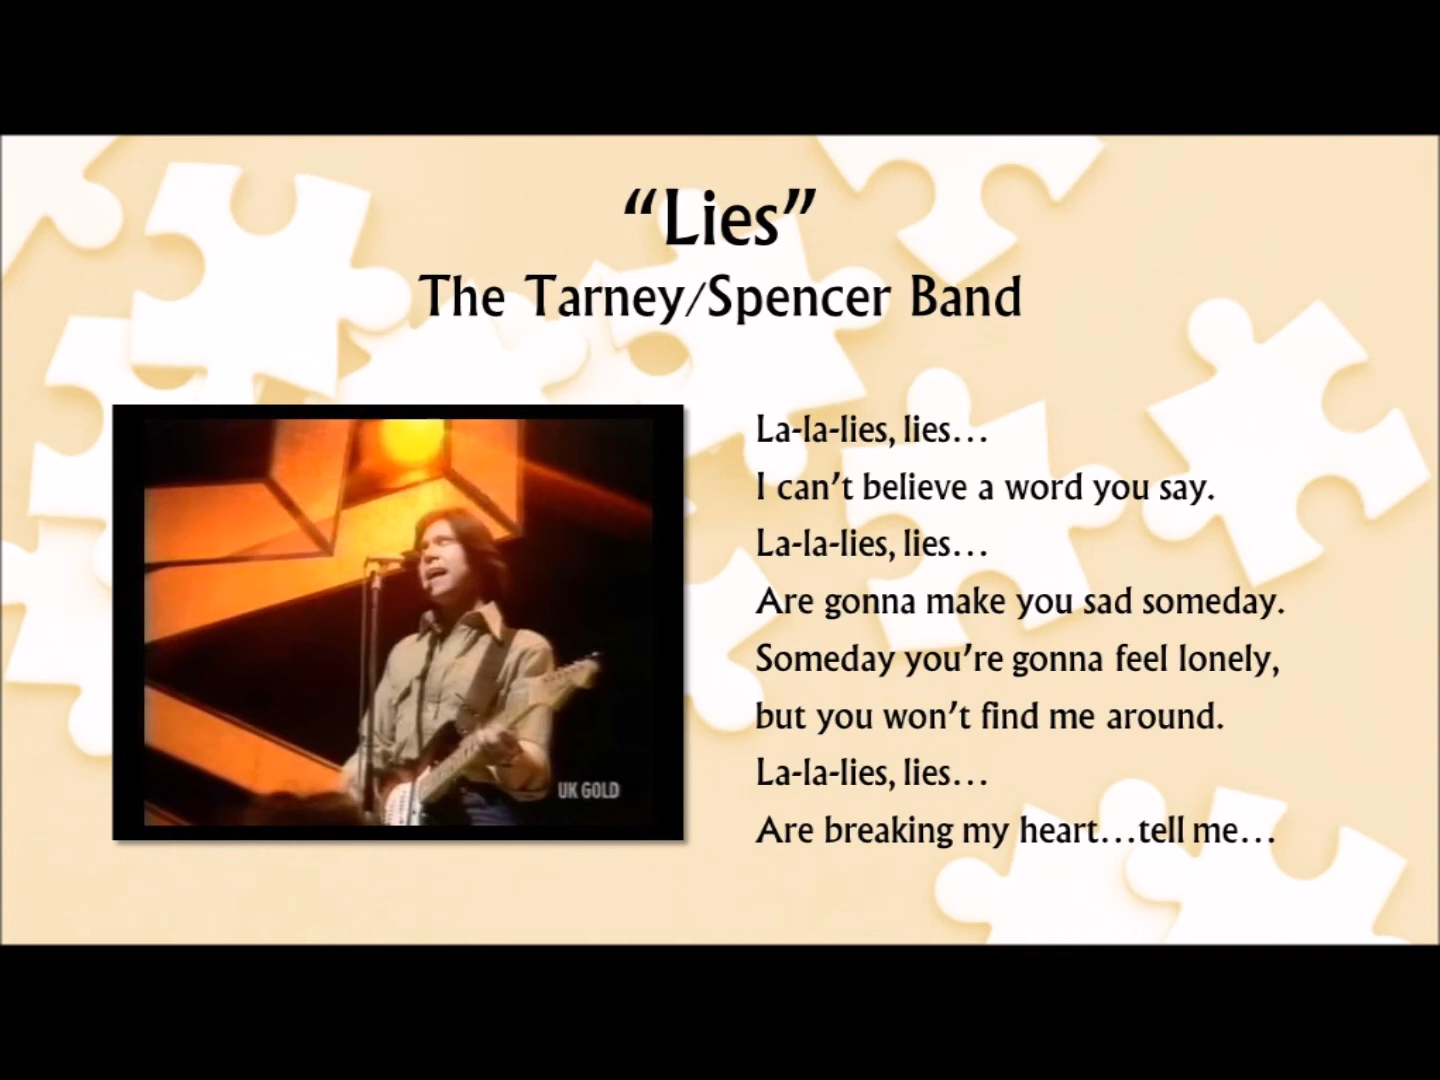 “Lies”
The Tarney/Spencer Band
La-la-lies, lies…
I can’t believe a word you say.
La-la-lies, lies…
Are gonna make you sad someday.
Someday you’re gonna feel lonely,
but you won’t find me around.
La-la-lies, lies…
Are breaking my heart…tell me…
UK GOLD